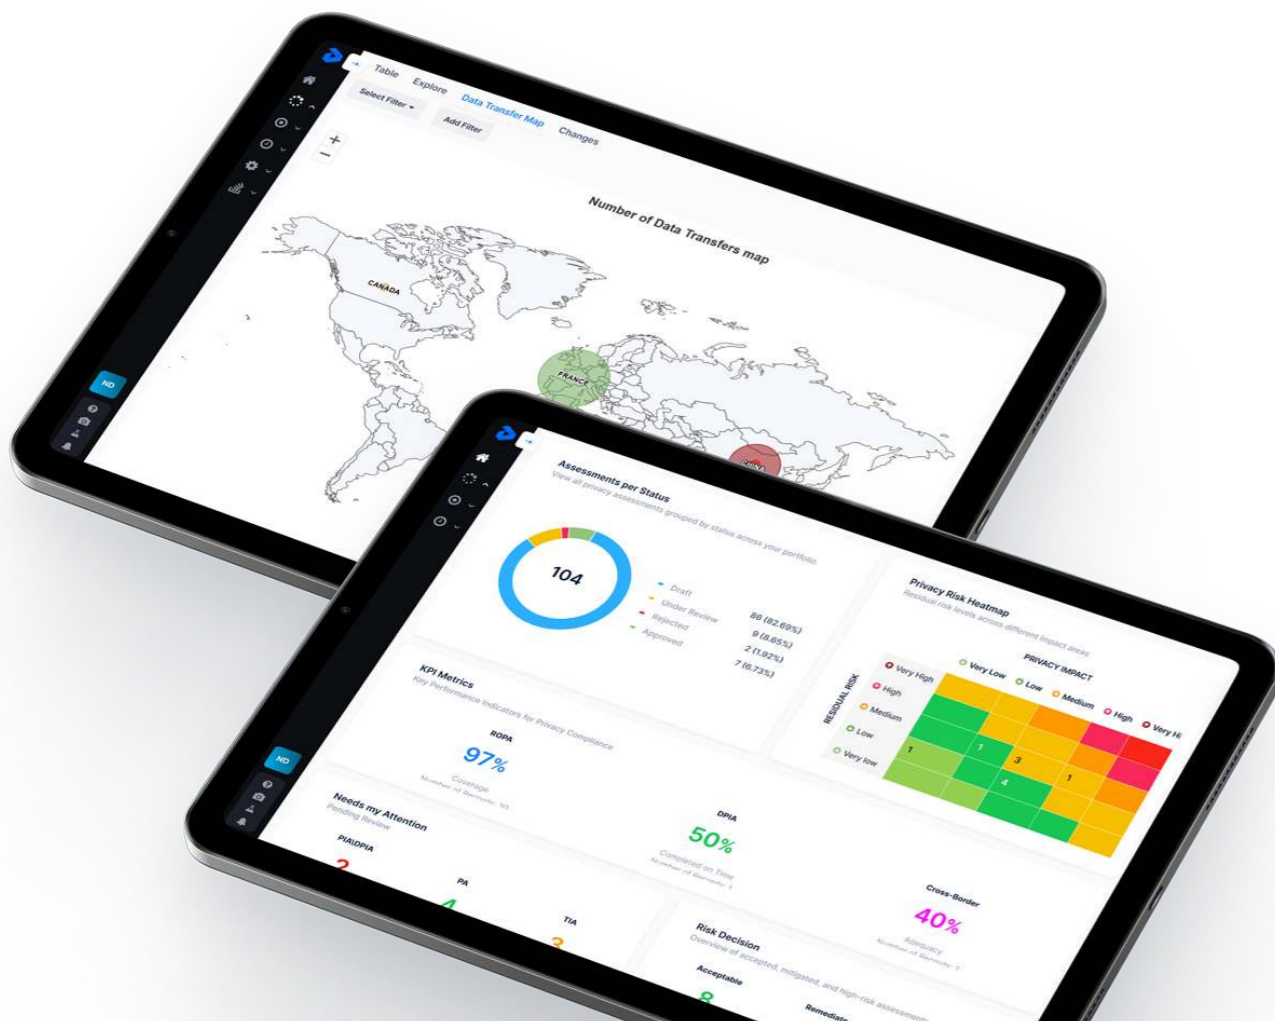 Table Explore Data Transfer Map Changes
Select Filter Add Filter
+
−
Number of Data Transfers map
CANADA
FRANCE
CHINA
ND
Assessments per Status
View all privacy assessments grouped by status across your portfolio.
104
Draft 86 (82.69%)
Under Review 9 (8.65%)
Rejected 2 (1.92%)
Approved 7 (6.73%)
Privacy Risk Heatmap
Residual risk levels across different impact areas
PRIVACY IMPACT
Very Low Low Medium High Very Hi
RESIDUAL RISK
Very High
High
Medium
Low
Very low
1 1 3 1
4
KPI Metrics
Key Performance Indicators for Privacy Compliance
ROPA
97%
Coverage
DPIA
50%
Completed on Time
Cross-Border
40%
Adequacy
ND
Needs my Attention
Pending Review
PIA\DPIA
2
PA
4
TIA
3
Risk Decision
Overview of accepted, mitigated, and high-risk assessments
Acceptable
8
Remediate